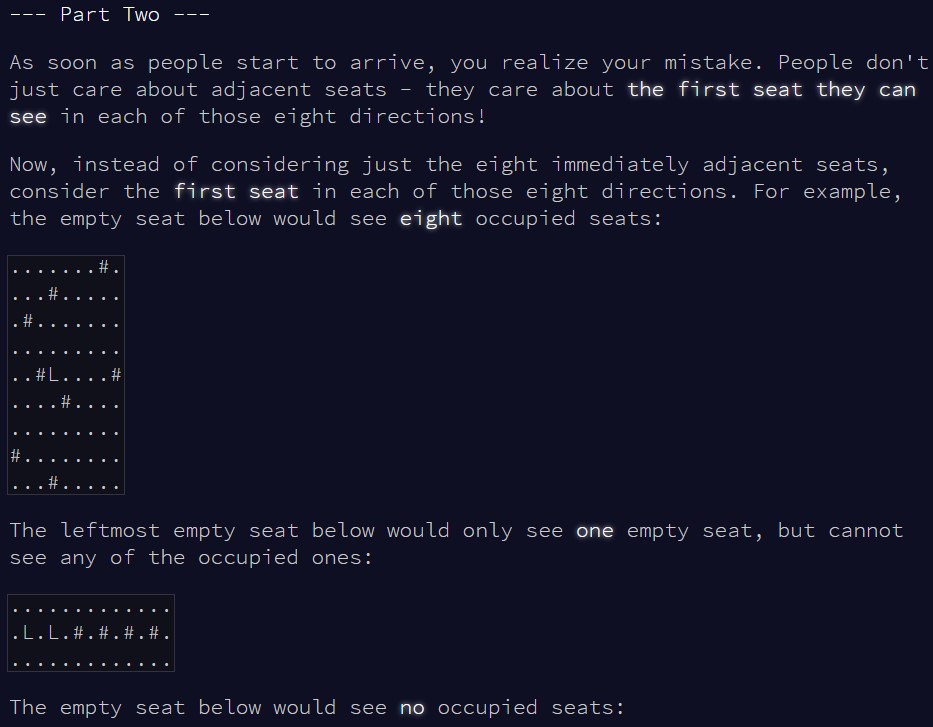 --- Part Two ---
As soon as people start to arrive, you realize your mistake. People don't
just care about adjacent seats - they care about the first seat they can
see in each of those eight directions!
Now, instead of considering just the eight immediately adjacent seats,
consider the first seat in each of those eight directions. For example,
the empty seat below would see eight occupied seats:
.......#.
...#.....
.#.......
.........
..#L....#
....#....
.........
#........
...#.....
The leftmost empty seat below would only see one empty seat, but cannot
see any of the occupied ones:
.............
.L.L.#.#.#.#.
.............
The empty seat below would see no occupied seats: